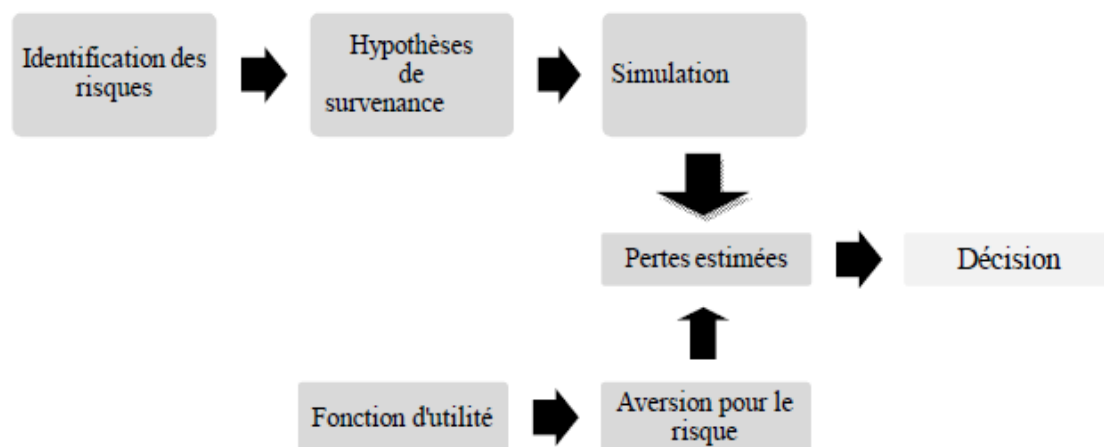 Identification des
risques
Hypothèses
de
survenance
Simulation
Pertes estimées
Décision
Fonction d'utilité
Aversion pour le
risque